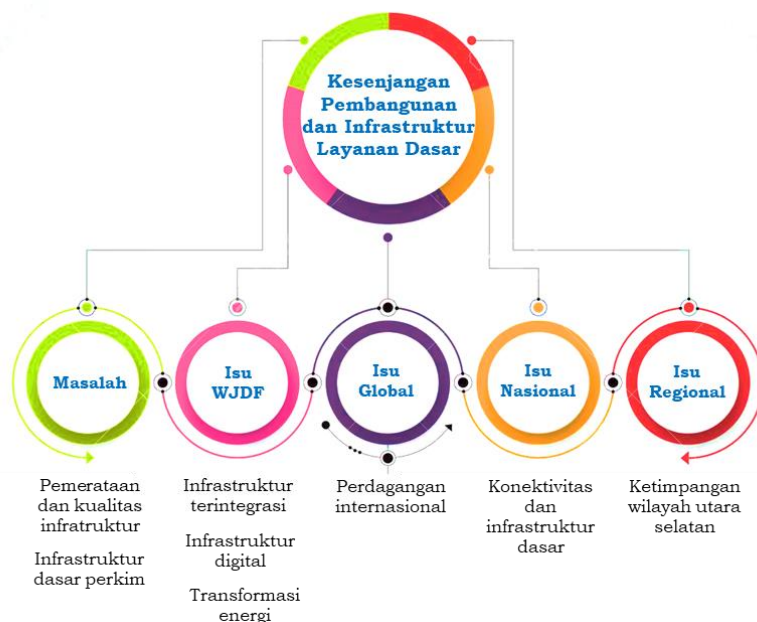 Kesenjangan
Pembangunan
dan Infrastruktur
Layanan Dasar
Masalah
Isu
WJDF
Isu
Global
Isu
Nasional
Isu
Regional
Pemerataan
dan kualitas
infratruktur
Infrastruktur
dasar perkim
Infrastruktur
terintegrasi
Infrastruktur
digital
Transformasi
energi
Perdagangan
internasional
Konektivitas
dan
infrastruktur
dasar
Ketimpangan
wilayah utara
selatan